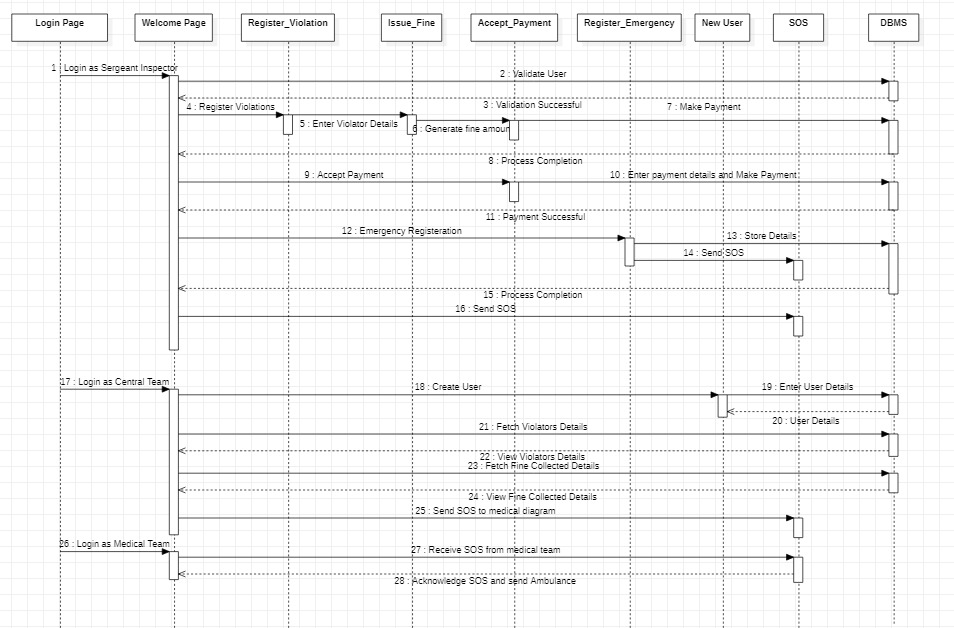 Login Page
Welcome Page
Register_Violation
Issue_Fine
Accept_Payment
Register_Emergency
New User
SOS
DBMS
1 : Login as Sergeant Inspector
2 : Validate User
3 : Validation Successful
4 : Register Violations
5 : Enter Violator Details
6 : Generate fine amoun
7 : Make Payment
8 : Process Completion
9 : Accept Payment
10 : Enter payment details and Make Payment
11 : Payment Successful
12 : Emergency Registeration
13 : Store Details
14 : Send SOS
15 : Process Completion
16 : Send SOS
17 : Login as Central Team
18 : Create User
19 : Enter User Details
20 : User Details
21 : Fetch Violators Details
22 : View Violators Details
23 : Fetch Fine Collected Details
24 : View Fine Collected Details
25 : Send SOS to medical diagram
26 : Login as Medical Team
27 : Receive SOS from medical team
28 : Acknowledge SOS and send Ambulance